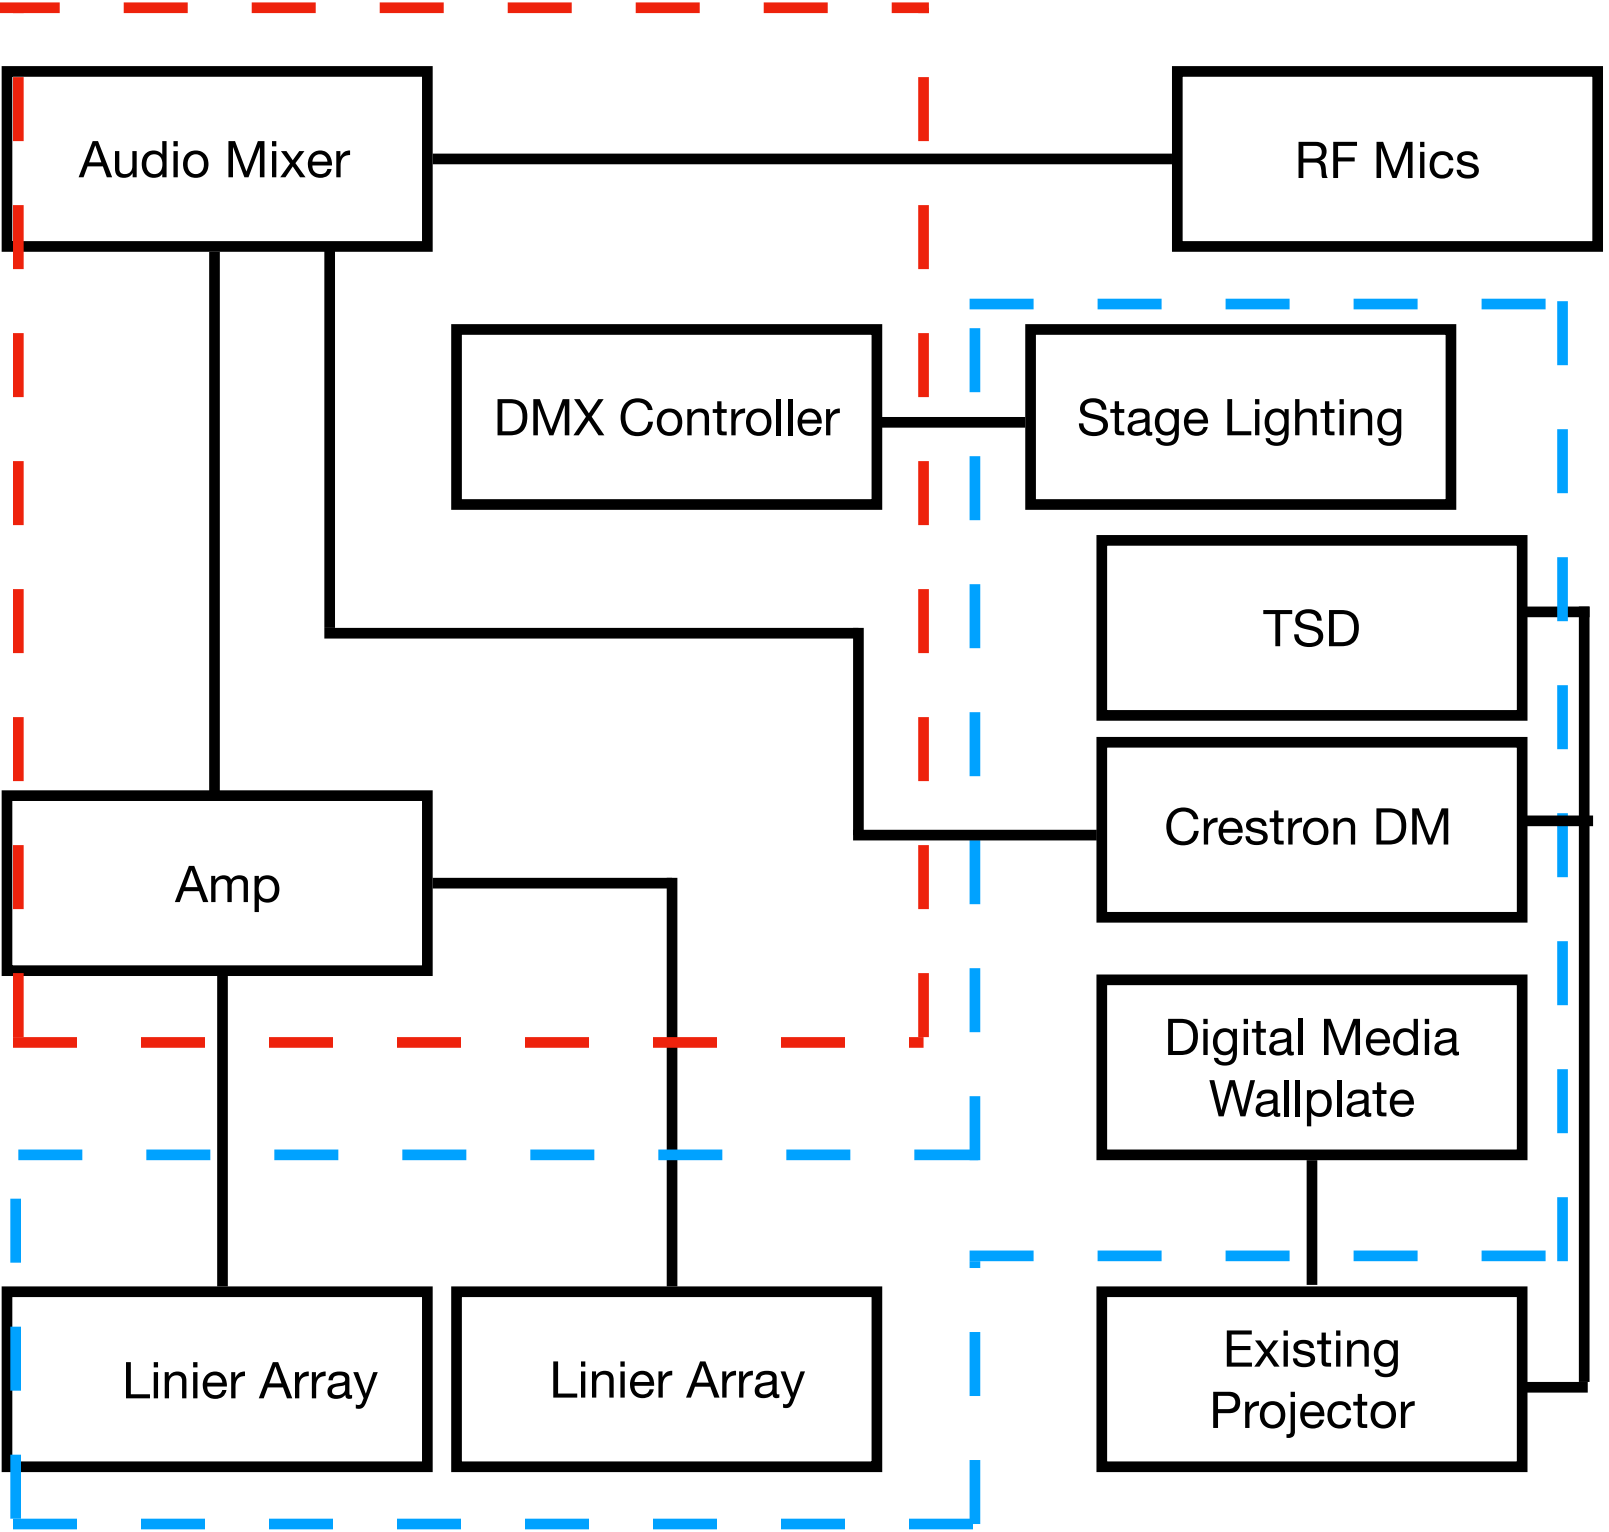 Audio Mixer
RF Mics
DMX Controller
Stage Lighting
TSD
Crestron DM
Amp
Digital Media
Wallplate
Linier Array
Linier Array
Existing
Projector